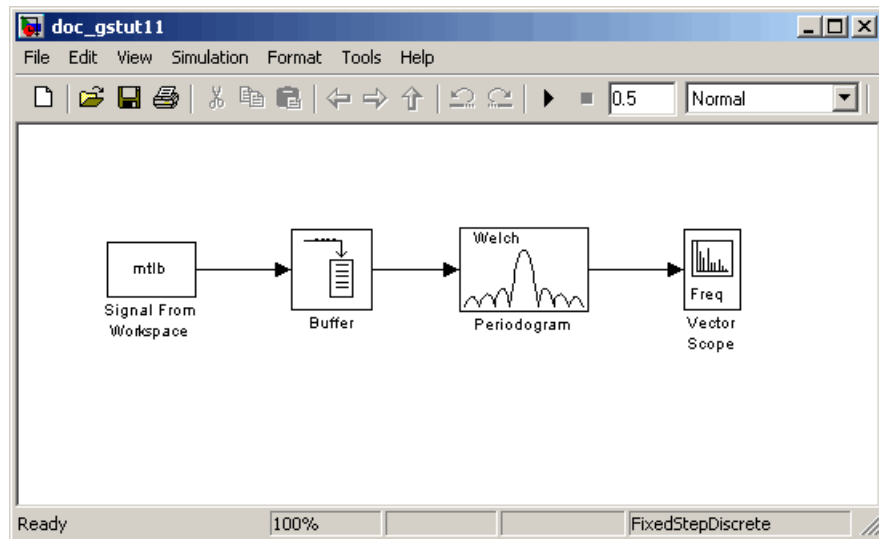 doc_gstut11
File Edit View Simulation Format Tools Help
0.5 Normal
mtlb
Signal From
Workspace
Buffer
Welch
Periodogram
Freq
Vector
Scope
Ready 100% FixedStepDiscrete